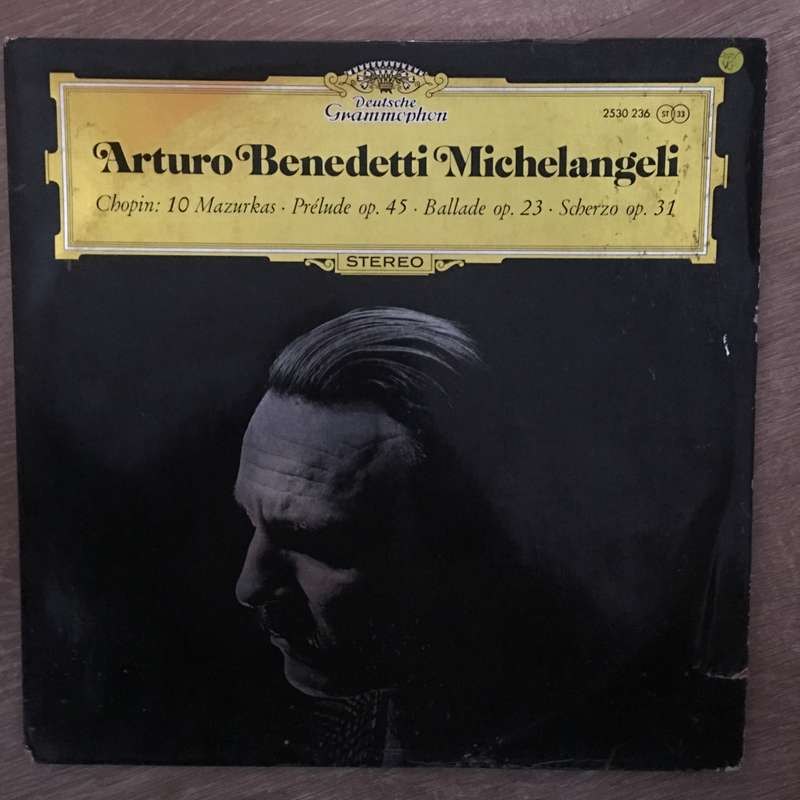 Deutsche
Grammophon
2530 236 ST 33
Arturo Benedetti Michelangeli
Chopin: 10 Mazurkas · Prélude op. 45 · Ballade op. 23 · Scherzo op. 31
STEREO